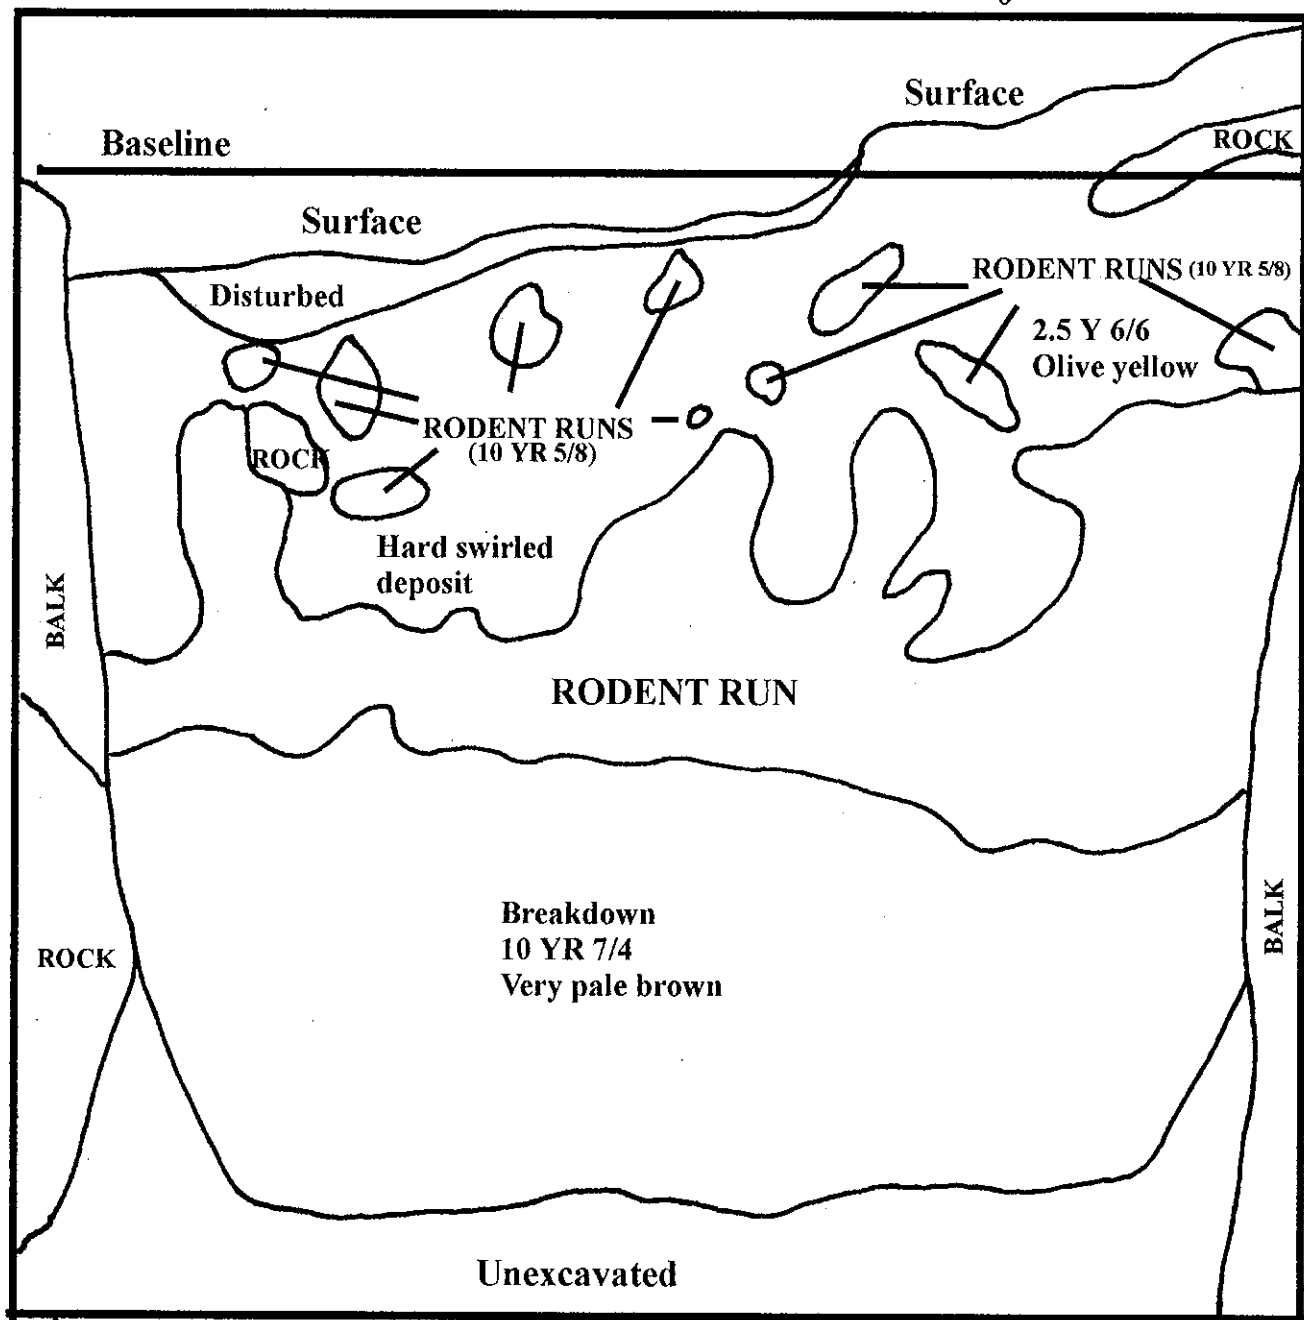 Surface
ROCK
Baseline
Surface
RODENT RUNS (10 YR 5/8)
Disturbed
2.5 Y 6/6
Olive yellow
RODENT RUNS
(10 YR 5/8)
ROCK
Hard swirled
deposit
BALK
RODENT RUN
Breakdown
10 YR 7/4
Very pale brown
ROCK
BALK
Unexcavated